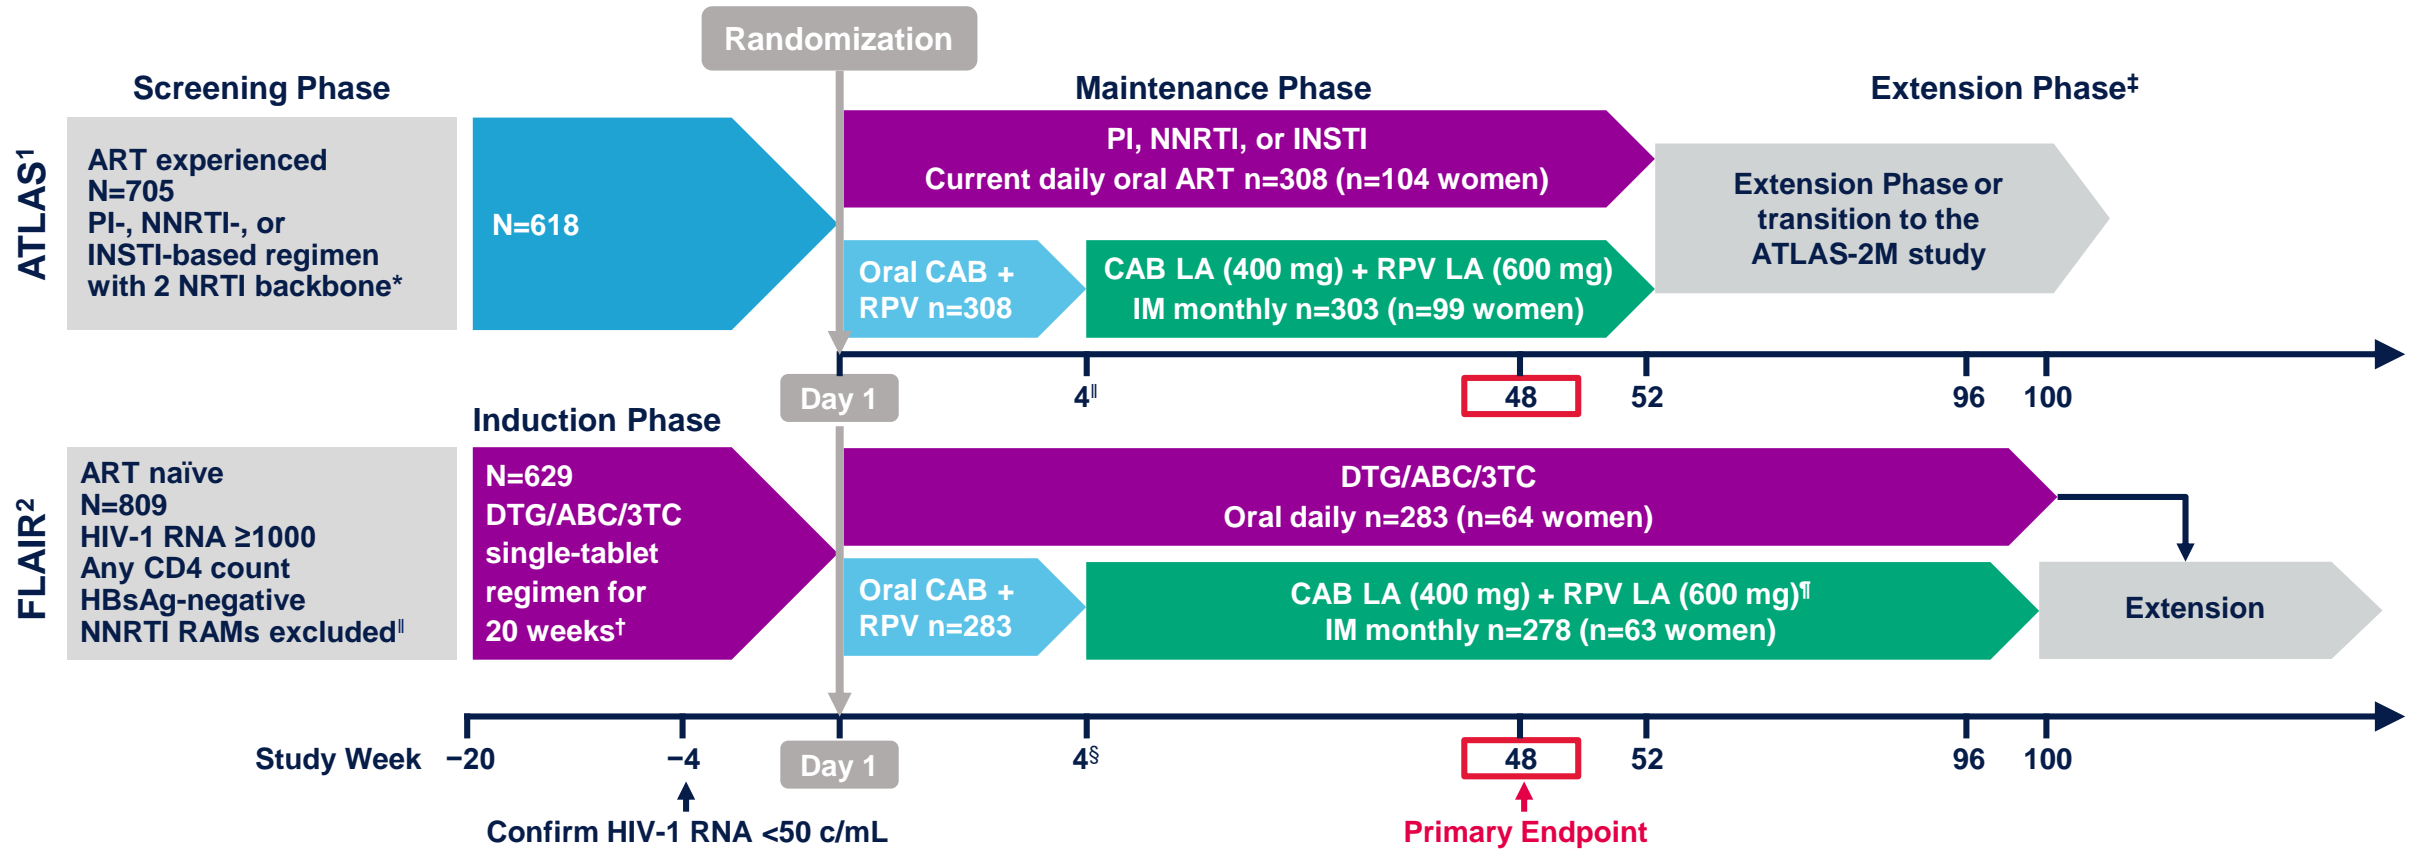 Randomization
Screening Phase
Maintenance Phase
Extension Phase‡
ATLAS¹
ART experienced
N=705
PI-, NNRTI-, or
INSTI-based regimen
with 2 NRTI backbone*
N=618
PI, NNRTI, or INSTI
Current daily oral ART n=308 (n=104 women)
Oral CAB +
RPV n=308
CAB LA (400 mg) + RPV LA (600 mg)
IM monthly n=303 (n=99 women)
Extension Phase or
transition to the
ATLAS-2M study
Day 1
4‖
48
52
96
100
Induction Phase
FLAIR²
ART naïve
N=809
HIV-1 RNA ≥1000
Any CD4 count
HBsAg-negative
NNRTI RAMs excluded‖
N=629
DTG/ABC/3TC
single-tablet
regimen for
20 weeks†
DTG/ABC/3TC
Oral daily n=283 (n=64 women)
Oral CAB +
RPV n=283
CAB LA (400 mg) + RPV LA (600 mg)¶
IM monthly n=278 (n=63 women)
Extension
Study Week
−20
−4
Day 1
4§
48
52
96
100
Confirm HIV-1 RNA <50 c/mL
Primary Endpoint